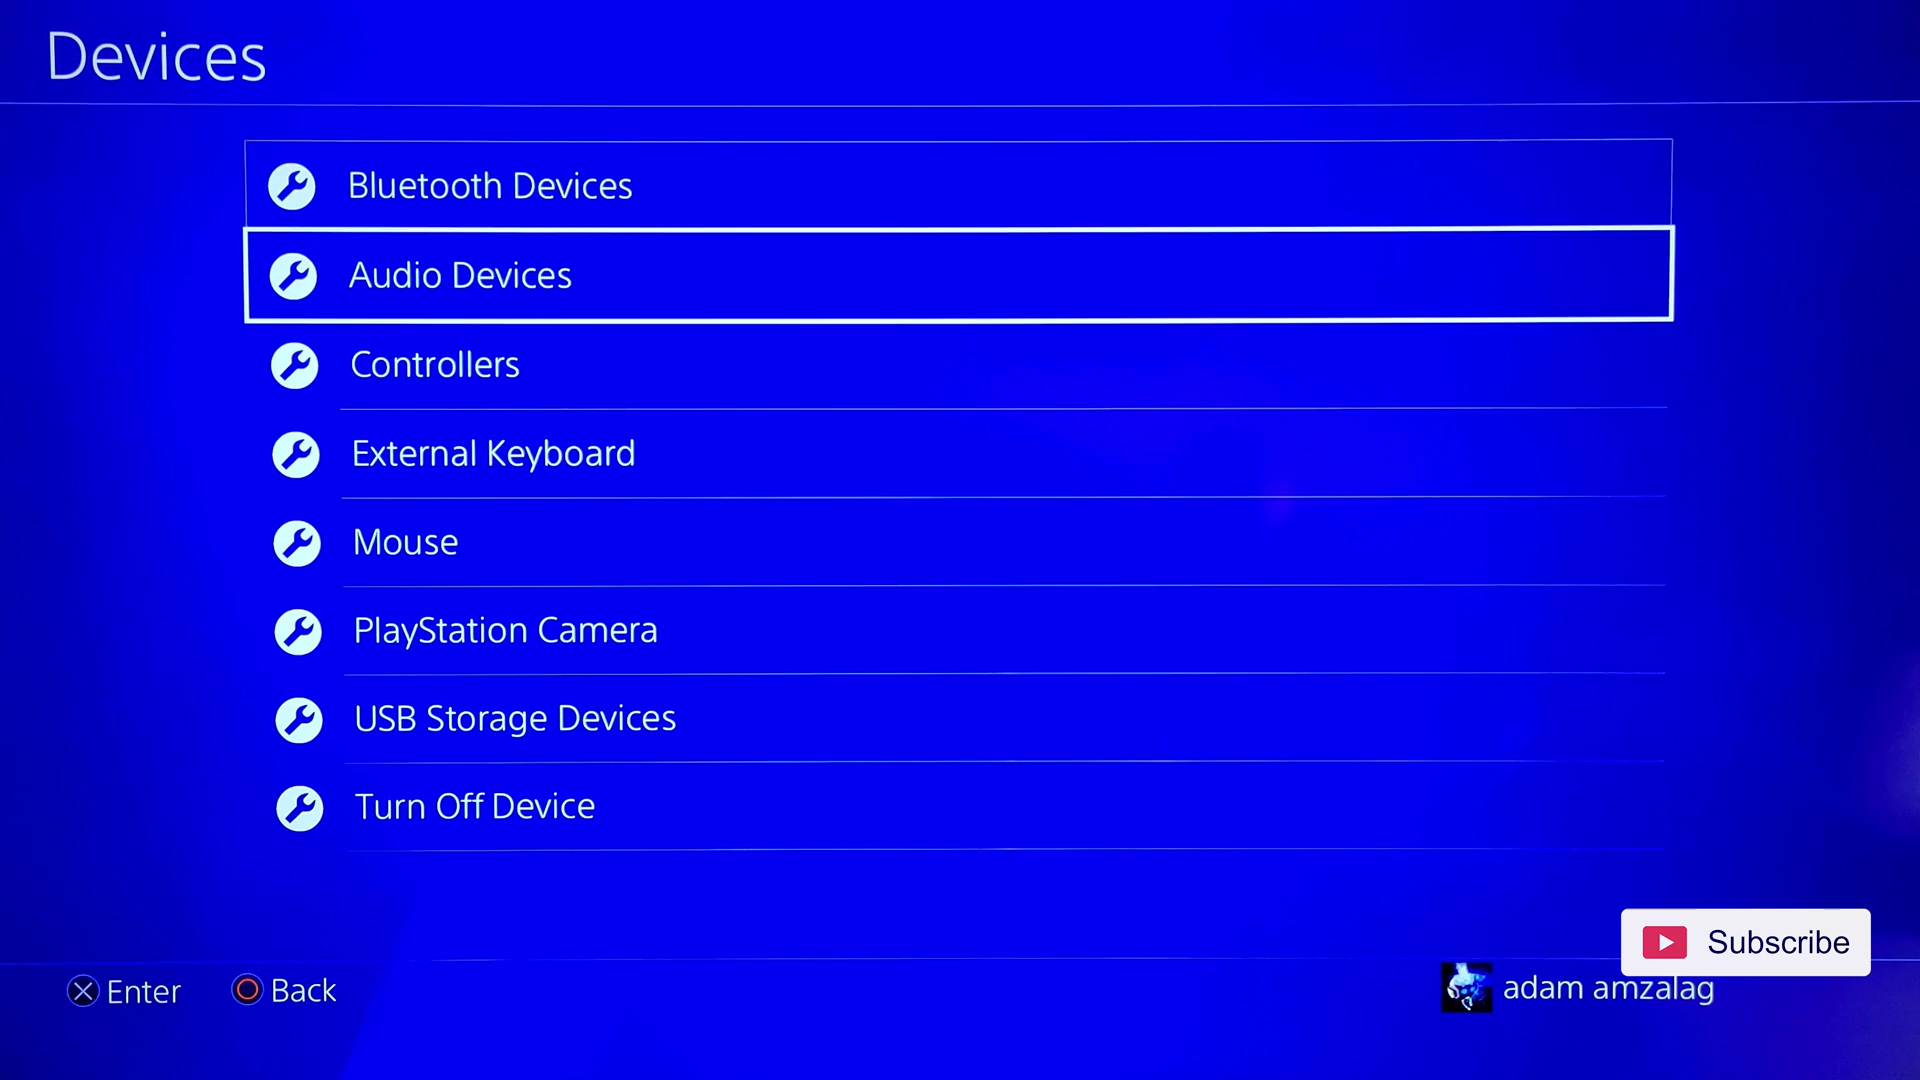 Devices
Bluetooth Devices
Audio Devices
Controllers
External Keyboard
Mouse
PlayStation Camera
USB Storage Devices
Turn Off Device
Subscribe
Enter
Back
adam amzalag